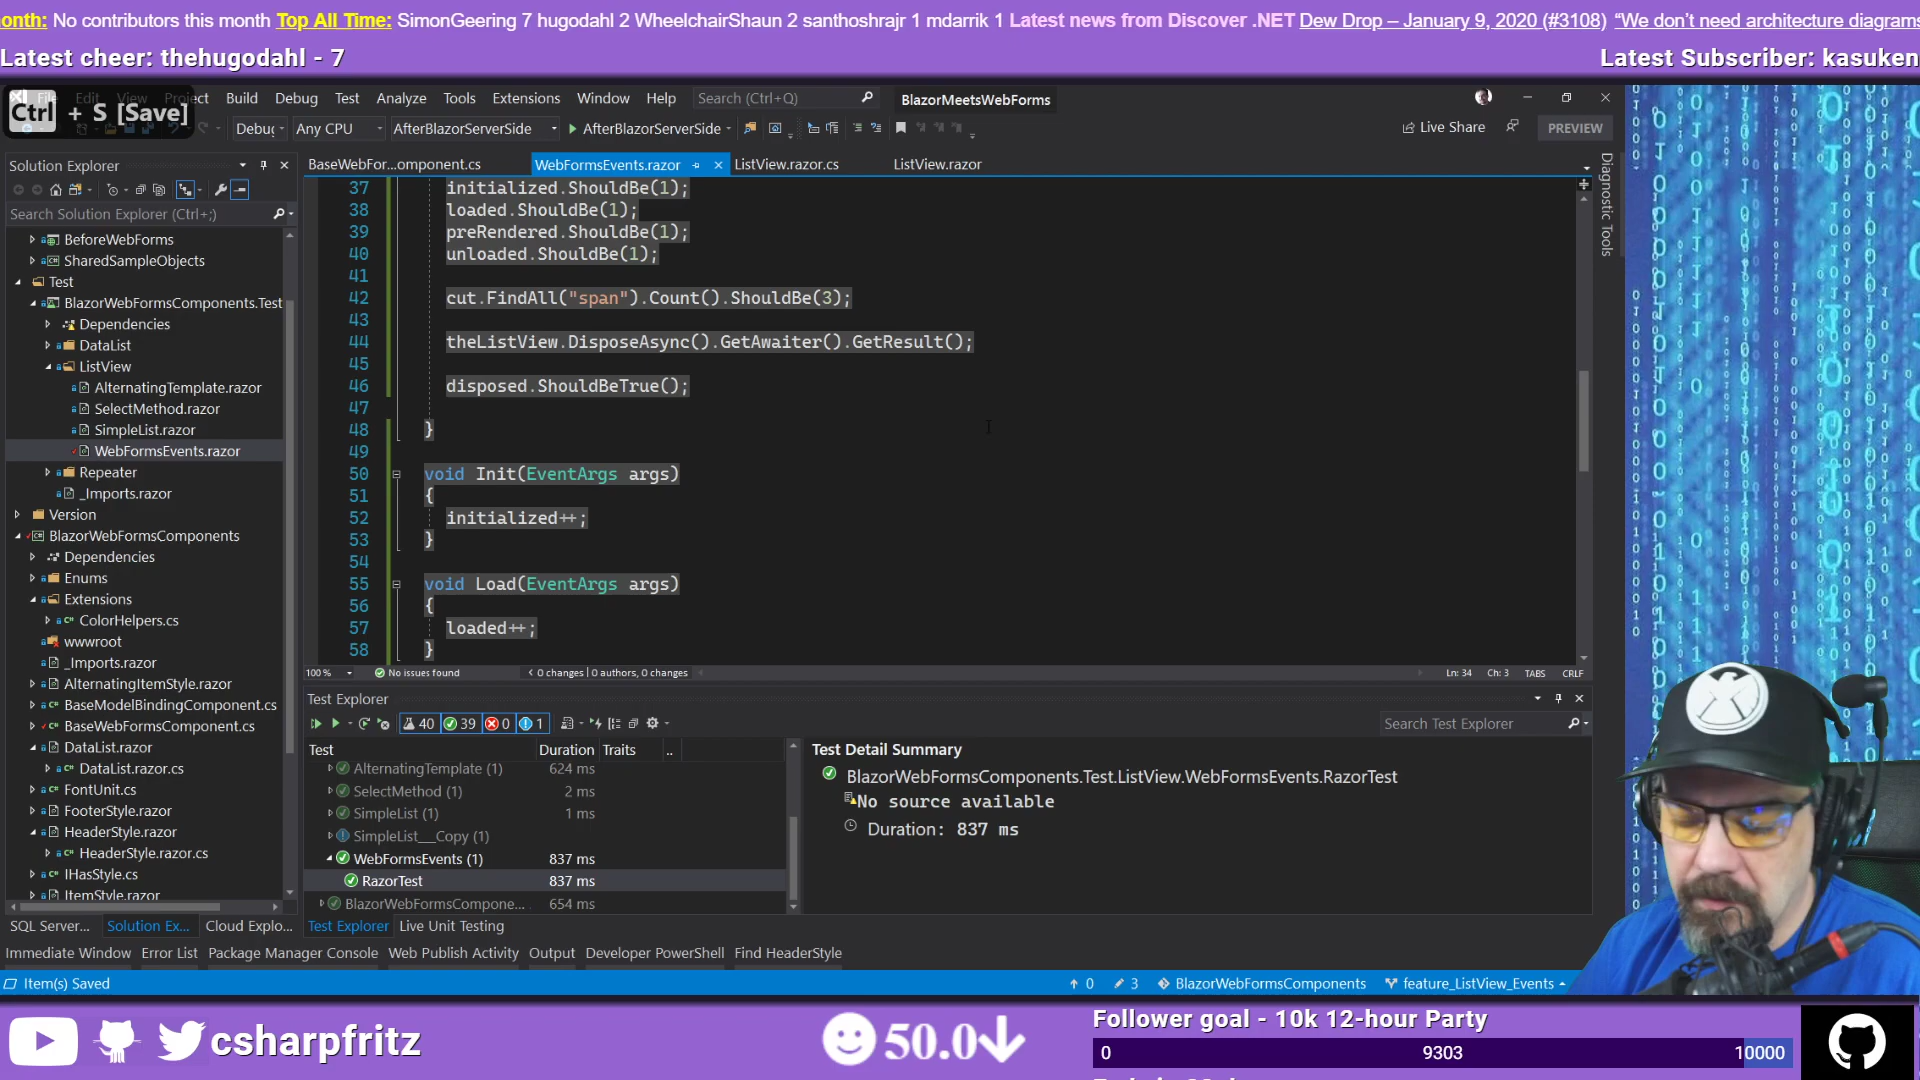 onth: No contributors this month Top All Time: SimonGeering 7 hugodahl 2 WheelchairShaun 2 santhoshrajr 1 mdarrik 1 Latest news from Discover .NET Dew Drop – January 9, 2020 (#3108) “We don’t need architecture diagrams
Latest cheer: thehugodahl - 7
Latest Subscriber: kasuken
Ctrl + S [Save]
File Edit View Project Build Debug Test Analyze Tools Extensions Window Help Search (Ctrl+Q) BlazorMeetsWebForms
Debug Any CPU AfterBlazorServerSide AfterBlazorServerSide Live Share PREVIEW
Solution Explorer
Search Solution Explorer (Ctrl+;)
BeforeWebForms
SharedSampleObjects
Test
BlazorWebFormsComponents.Test
Dependencies
DataList
ListView
AlternatingTemplate.razor
SelectMethod.razor
SimpleList.razor
WebFormsEvents.razor
Repeater
_Imports.razor
Version
BlazorWebFormsComponents
Dependencies
Enums
Extensions
ColorHelpers.cs
wwwroot
_Imports.razor
AlternatingItemStyle.razor
BaseModelBindingComponent.cs
BaseWebFormsComponent.cs
DataList.razor
DataList.razor.cs
FontUnit.cs
FooterStyle.razor
HeaderStyle.razor
HeaderStyle.razor.cs
IHasStyle.cs
ItemStyle.razor
SQL Server... Solution Ex... Cloud Explo...
BaseWebFor...omponent.cs WebFormsEvents.razor ListView.razor.cs ListView.razor
Diagnostic Tools
37 initialized.ShouldBe(1);
38 loaded.ShouldBe(1);
39 preRendered.ShouldBe(1);
40 unloaded.ShouldBe(1);
41
42 cut.FindAll("span").Count().ShouldBe(3);
43
44 theListView.DisposeAsync().GetAwaiter().GetResult();
45
46 disposed.ShouldBeTrue();
47
48 }
49
50 void Init(EventArgs args)
51 {
52 initialized++;
53 }
54
55 void Load(EventArgs args)
56 {
57 loaded++;
58 }
100 % No issues found < 0 changes | 0 authors, 0 changes Ln: 34 Ch: 3 TABS CRLF
Test Explorer
40 39 0 1 Search Test Explorer
Test Duration Traits ..
AlternatingTemplate (1) 624 ms
SelectMethod (1) 2 ms
SimpleList (1) 1 ms
SimpleList__Copy (1)
WebFormsEvents (1) 837 ms
RazorTest 837 ms
BlazorWebFormsCompone... 654 ms
Test Detail Summary
BlazorWebFormsComponents.Test.ListView.WebFormsEvents.RazorTest
No source available
Duration: 837 ms
Test Explorer Live Unit Testing
Immediate Window Error List Package Manager Console Web Publish Activity Output Developer PowerShell Find HeaderStyle
Item(s) Saved 0 3 BlazorWebFormsComponents feature_ListView_Events
csharpfritz
50.0
Follower goal - 10k 12-hour Party
0 9303 10000